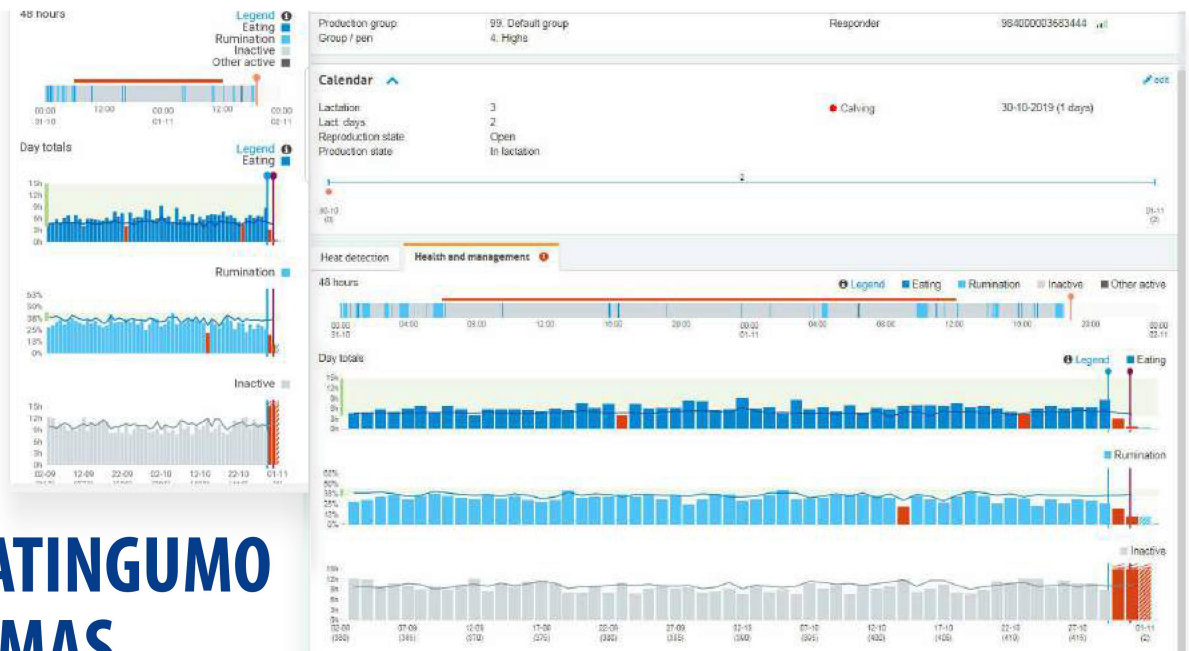 48 hours
Legend
Eating
Rumination
Inactive
Other active
00:00 12:00 00:00 12:00 00:00
31-10 01-11 02-11
Day totals
Legend
Eating
15h
12h
9h
6h
3h
0h
Rumination
63%
50%
38%
25%
13%
0%
Inactive
15h
12h
9h
6h
3h
0h
02-09 12-09 22-09 02-10 12-10 22-10 01-11
ATINGUMO
MAS
Production group: 99. Default group Responder 984000003683444
Group / pen 4. Highs
Calendar edit
Lactation 3 Calving 30-10-2019 (1 days)
Lact. days 2
Reproduction state Open
Production state In lactation
30-10 01-11
(0) (2)
Heat detection Health and management
48 hours Legend Eating Rumination Inactive Other active
00:00 04:00 08:00 12:00 16:00 20:00 00:00 04:00 08:00 12:00 16:00 20:00 00:00
31-10 01-11 02-11
Day totals Legend Eating
15h
12h
9h
6h
3h
0h
Rumination
63%
50%
38%
25%
13%
0%
Inactive
15h
12h
9h
6h
3h
0h
02-09 07-09 12-09 17-09 22-09 27-09 02-10 07-10 12-10 17-10 22-10 27-10 01-11
(360) (365) (370) (375) (380) (385) (390) (395) (400) (405) (410) (415) (2)